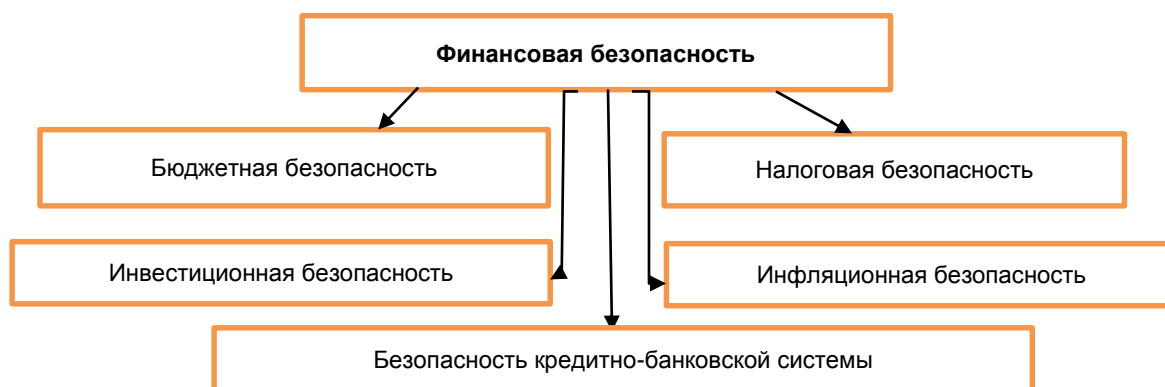 Финансовая безопасность
Бюджетная безопасность
Налоговая безопасность
Инвестиционная безопасность
Инфляционная безопасность
Безопасность кредитно-банковской системы